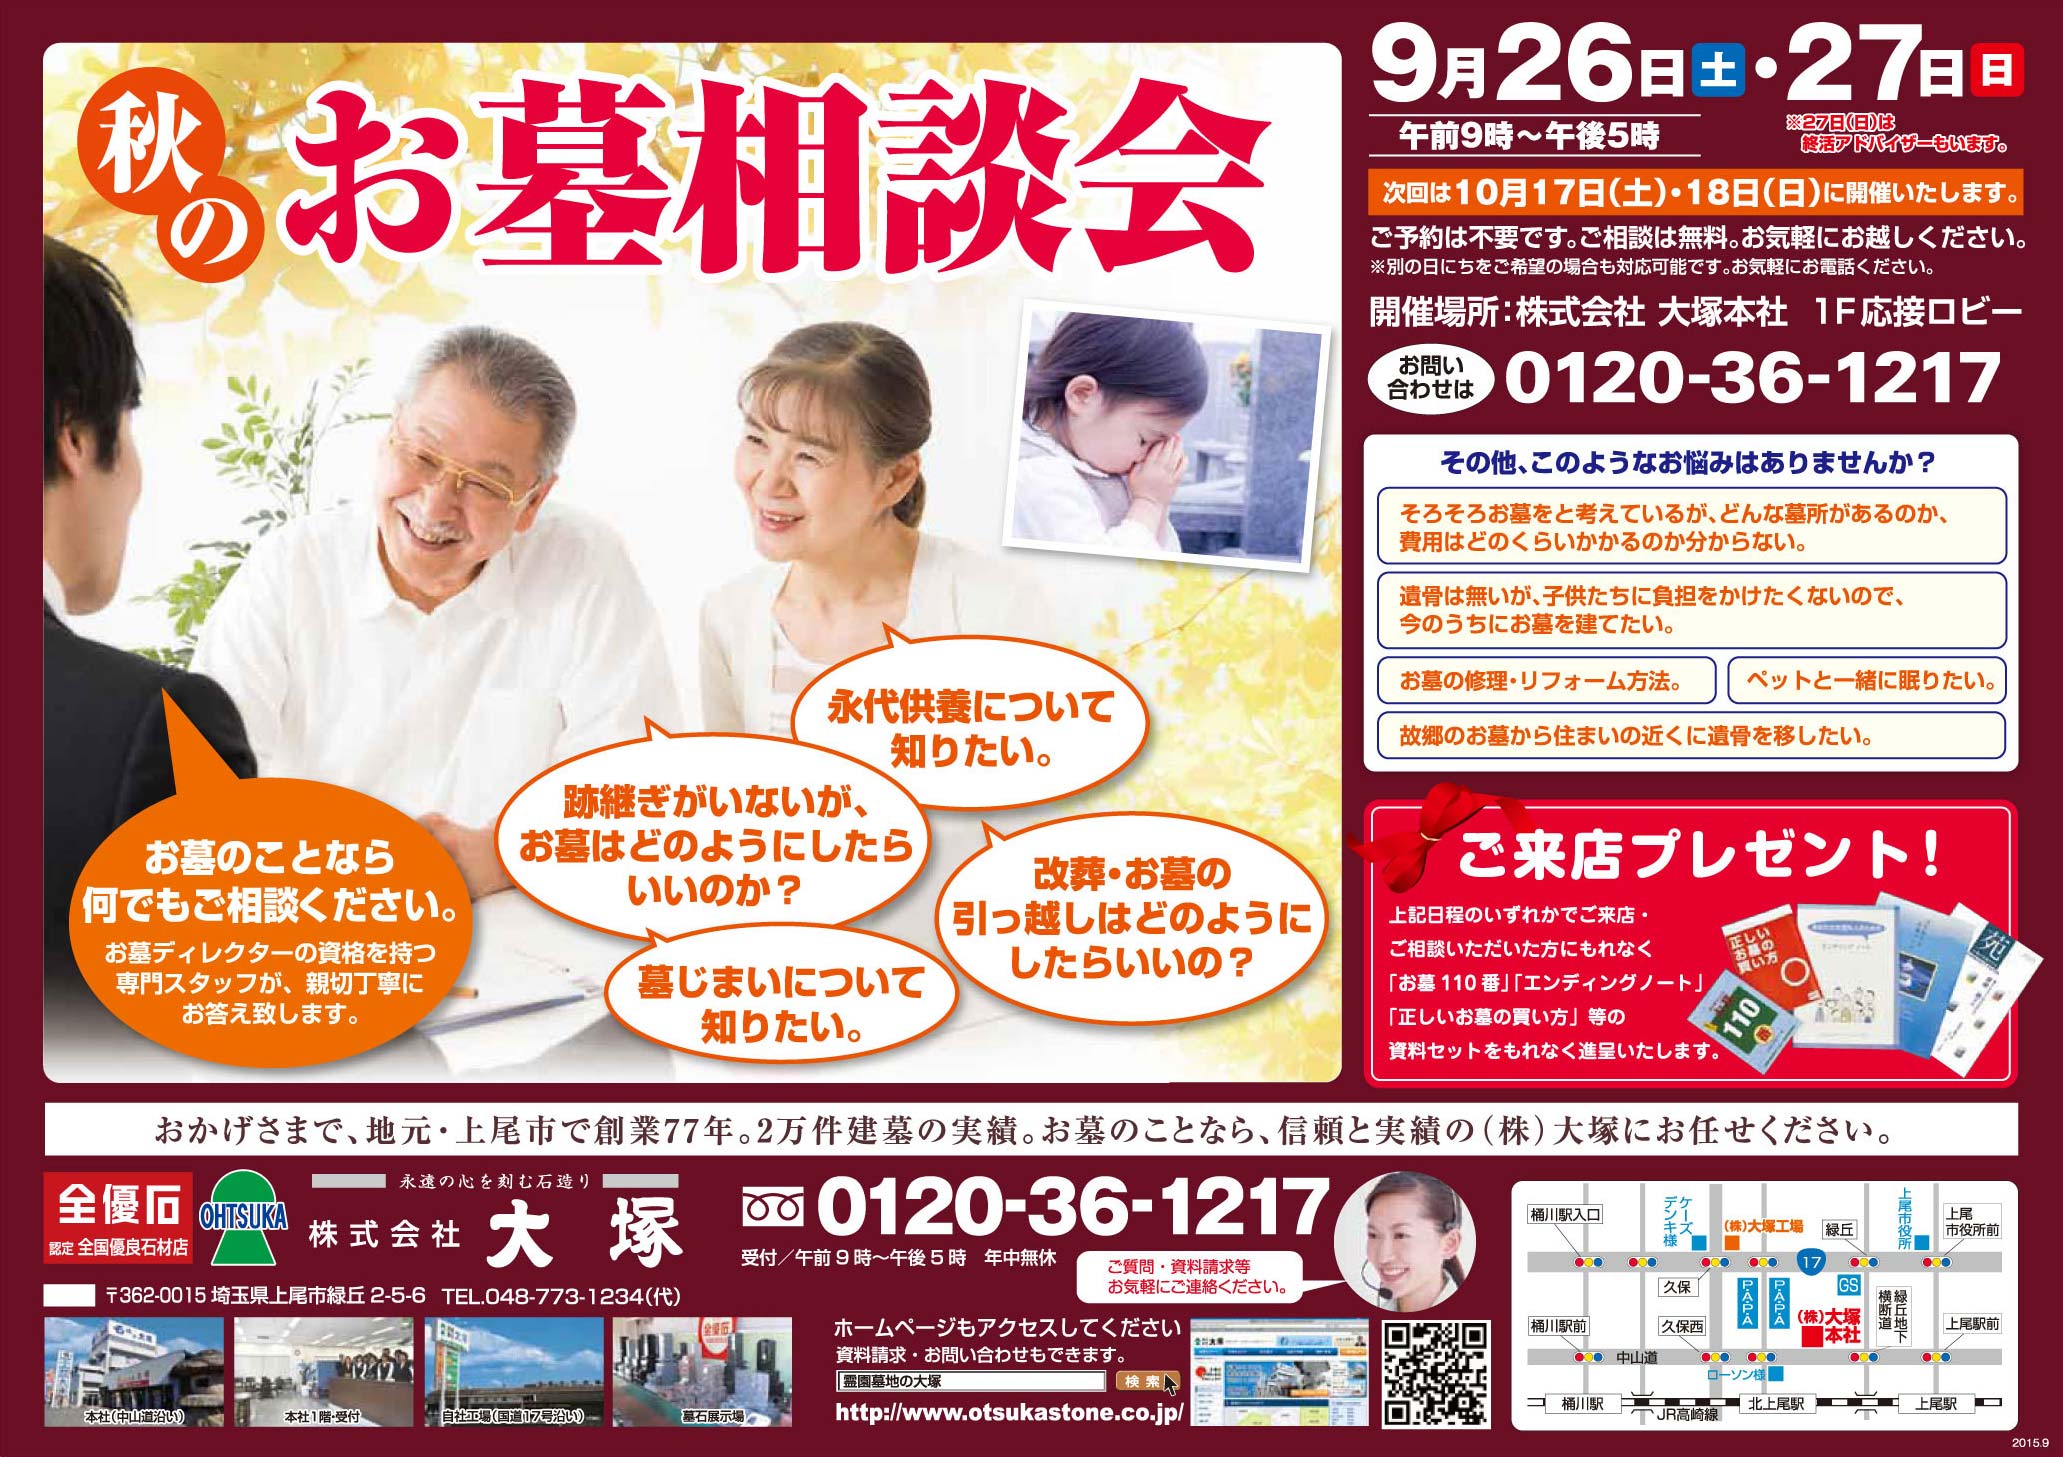 秋の
お墓相談会
9月26日土・27日日
午前9時〜午後5時
※27日(日)は
終活アドバイザーもいます。
次回は10月17日(土)・18日(日)に開催いたします。
ご予約は不要です。ご相談は無料。お気軽にお越しください。
※別の日にちをご希望の場合も対応可能です。お気軽にお電話ください。
開催場所：株式会社 大塚本社 1F応接ロビー
お問い
合わせは
0120-36-1217
その他、このようなお悩みはありませんか？
そろそろお墓をと考えているが、どんな墓所があるのか、
費用はどのくらいかかるのか分からない。
遺骨は無いが、子供たちに負担をかけたくないので、
今のうちにお墓を建てたい。
お墓の修理・リフォーム方法。
ペットと一緒に眠りたい。
故郷のお墓から住まいの近くに遺骨を移したい。
永代供養について
知りたい。
跡継ぎがいないが、
お墓はどのようにしたら
いいのか？
改葬・お墓の
引っ越しはどのように
したらいいの？
墓じまいについて
知りたい。
お墓のことなら
何でもご相談ください。
お墓ディレクターの資格を持つ
専門スタッフが、親切丁寧に
お答え致します。
ご来店プレゼント！
上記日程のいずれかでご来店・
ご相談いただいた方にもれなく
「お墓110番」「エンディングノート」
「正しいお墓の買い方」等の
資料セットをもれなく進呈いたします。
正しい
お墓の
買い方
エンディングノート
苑
110
おかげさまで、地元・上尾市で創業77年。2万件建墓の実績。お墓のことなら、信頼と実績の（株）大塚にお任せください。
全優石
認定 全国優良石材店
OHTSUKA
永遠の心を刻む石造り
株式会社 大塚
〒362-0015 埼玉県上尾市緑丘 2-5-6 TEL.048-773-1234(代)
本社(中山道沿い)
本社1階・受付
自社工場(国道17号沿い)
墓石展示場
0120-36-1217
受付／午前9時〜午後5時 年中無休
ご質問・資料請求等
お気軽にご連絡ください。
ホームページもアクセスしてください
資料請求・お問い合わせもできます。
霊園墓地の大塚
検索
http://www.otsukastone.co.jp/
桶川駅入口
ケーズデンキ様
(株)大塚工場
緑丘
上尾市役所
上尾
市役所前
17
久保
PAPA
PAPA
GS
(株)大塚
本社
緑丘地下横断道
桶川駅前
久保西
上尾駅前
中山道
ローソン様
桶川駅
JR高崎線
北上尾駅
上尾駅
2015.9